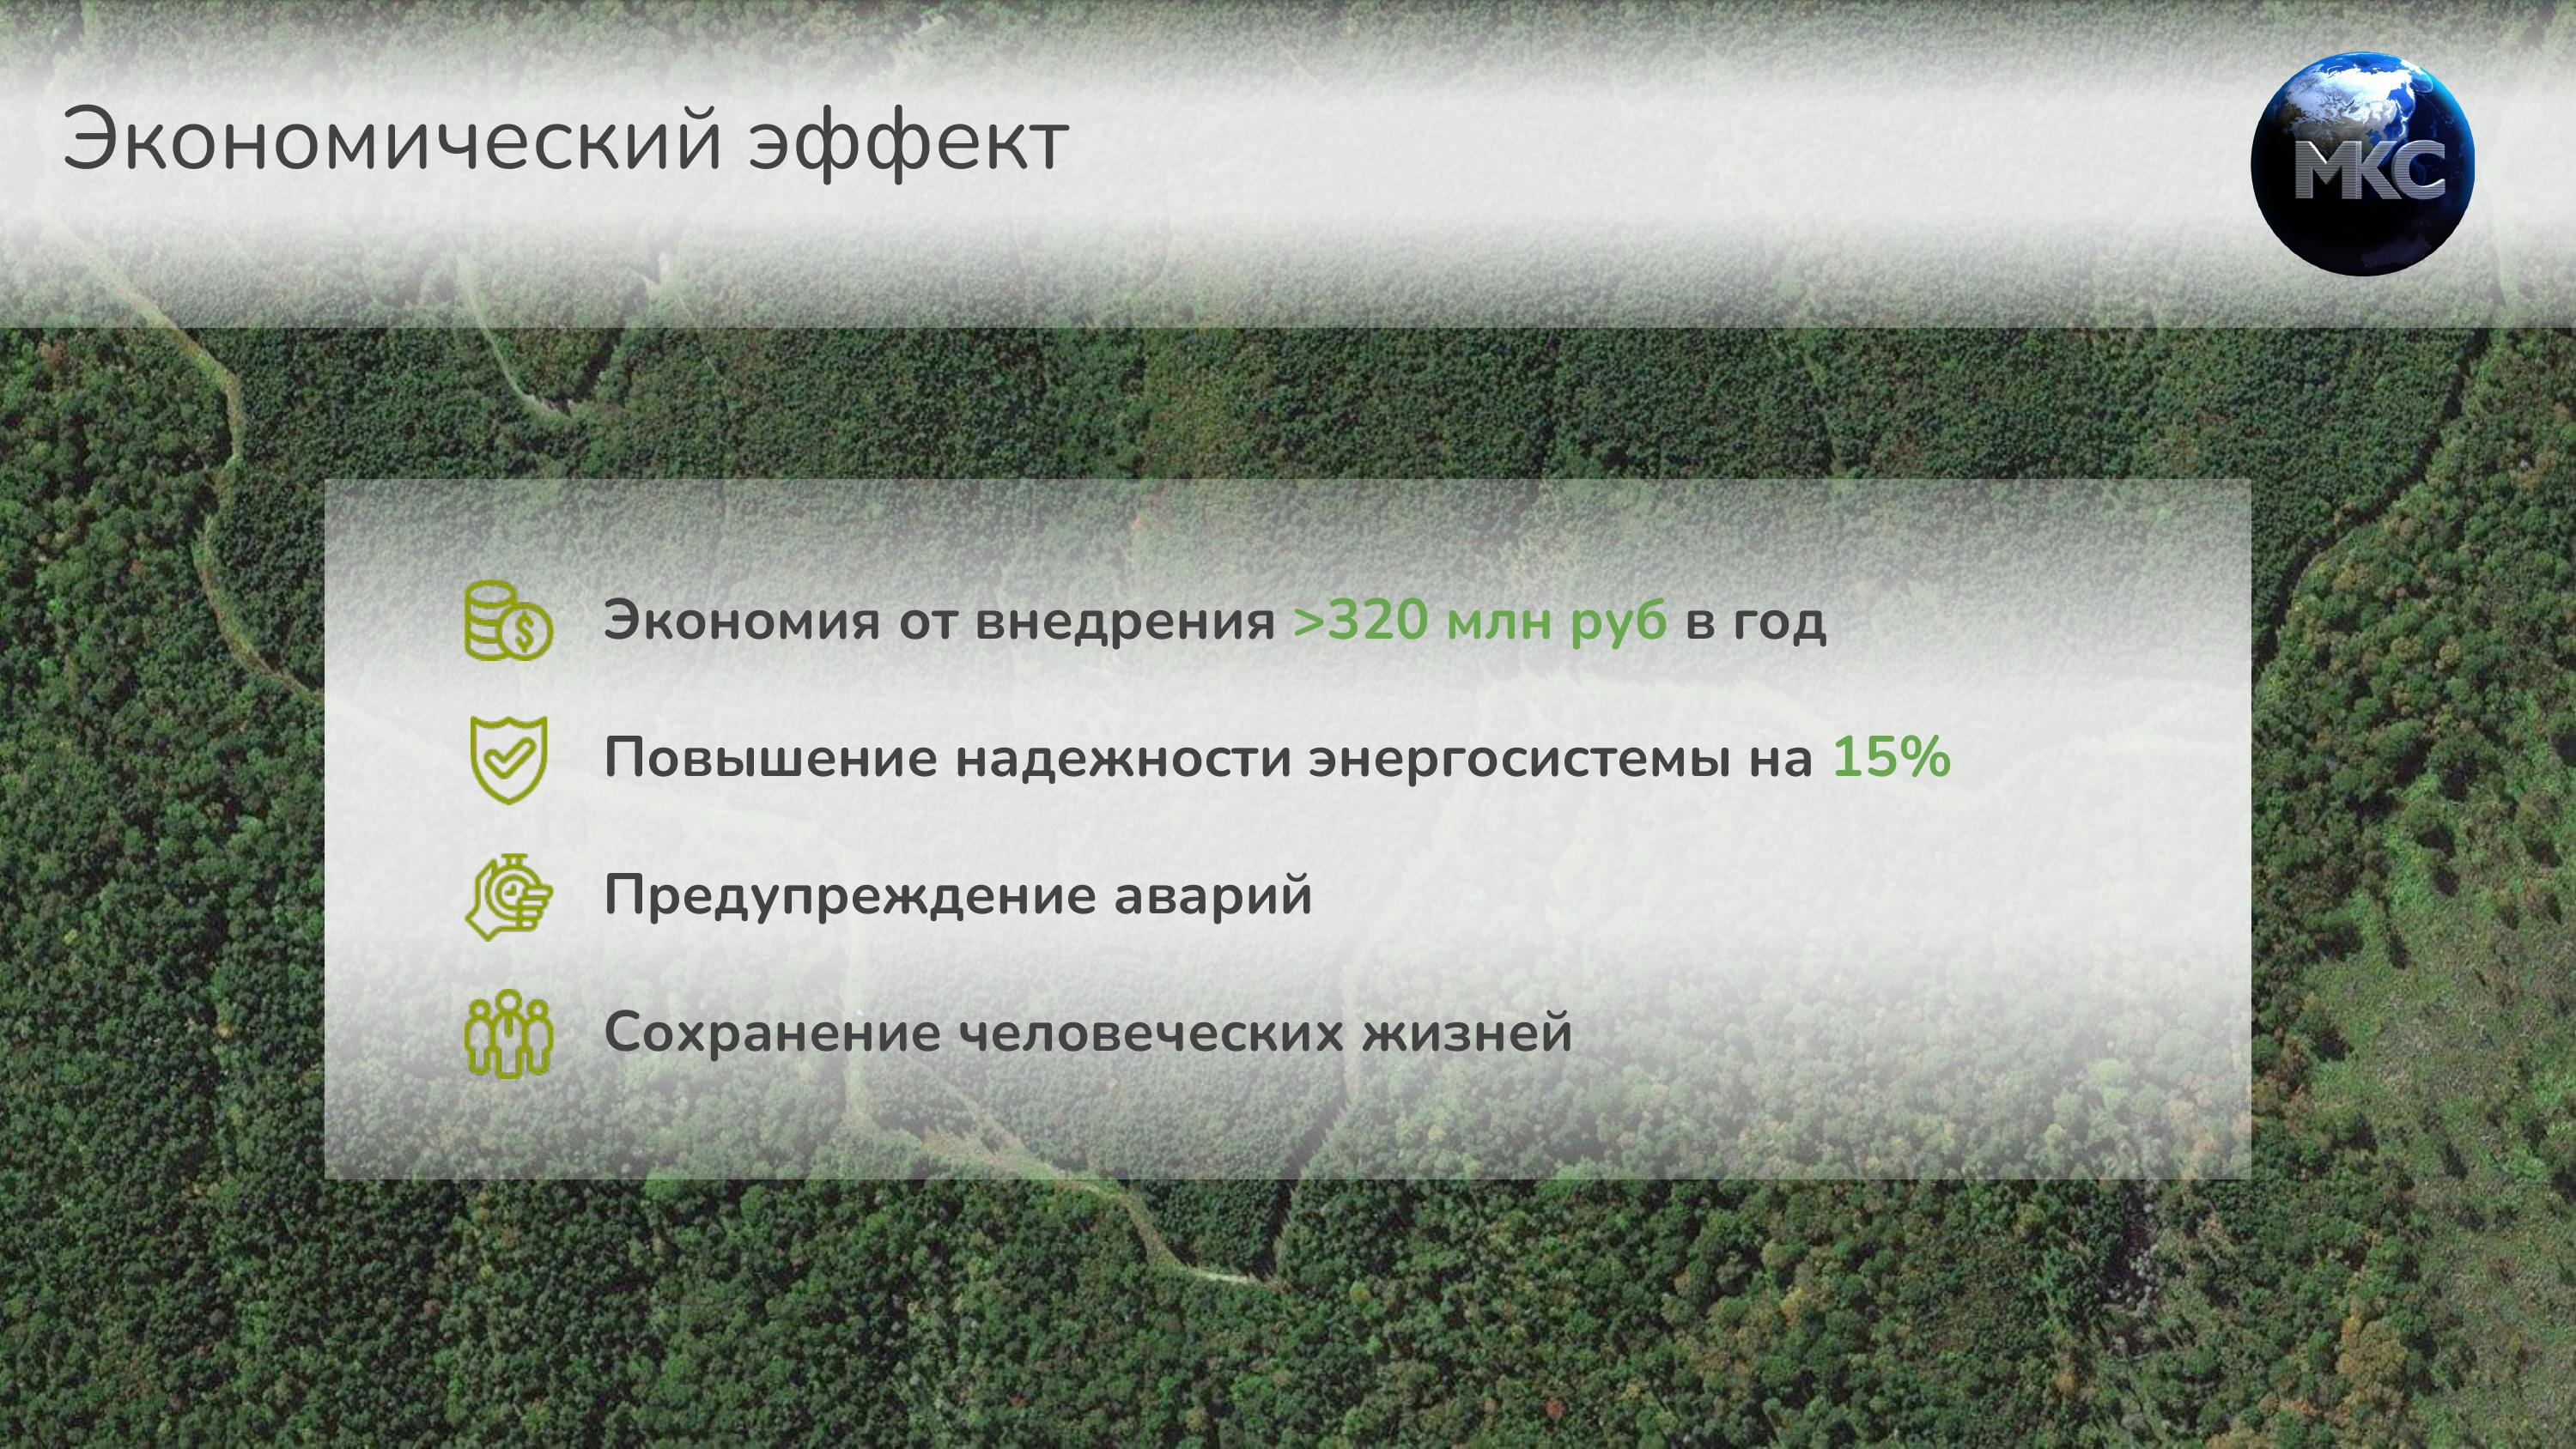 Экономический эффект
МКС
Экономия от внедрения >320 млн руб в год
Повышение надежности энергосистемы на 15%
Предупреждение аварий
Сохранение человеческих жизней